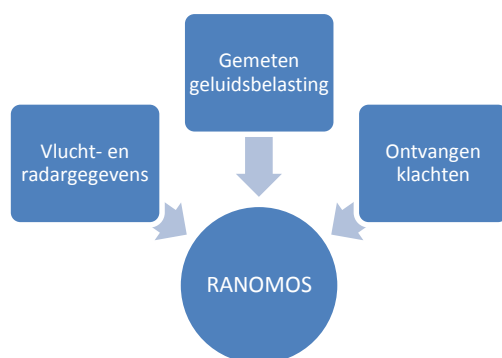 Gemeten
geluidsbelasting
Vlucht- en
radargegevens
Ontvangen
klachten
RANOMOS